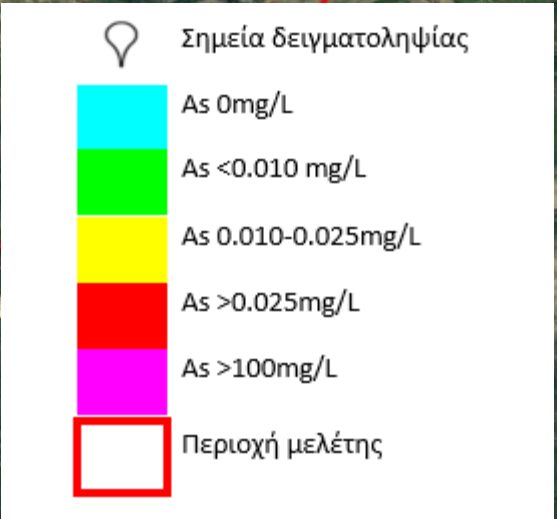 Σημεία δειγματοληψίας
As 0mg/L
As <0.010 mg/L
As 0.010-0.025mg/L
As >0.025mg/L
As >100mg/L
Περιοχή μελέτης